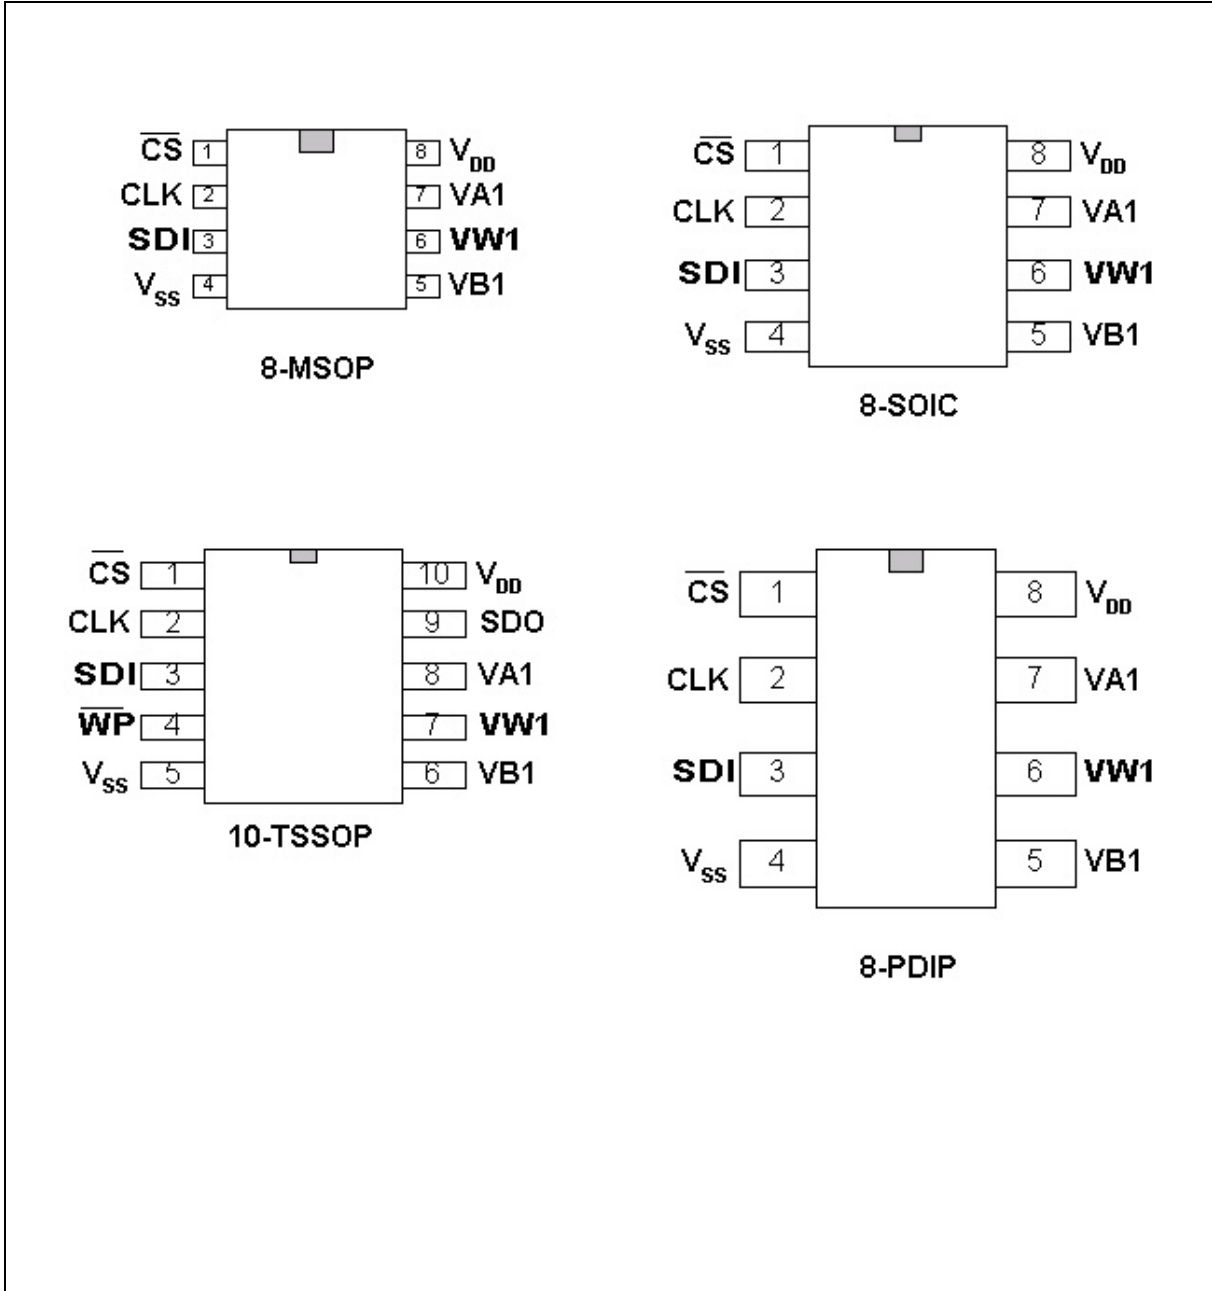 CS 1 8 VDD
CLK 2 7 VA1
SDI 3 6 VW1
VSS 4 5 VB1
8-MSOP
CS 1 8 VDD
CLK 2 7 VA1
SDI 3 6 VW1
VSS 4 5 VB1
8-SOIC
CS 1 10 VDD
CLK 2 9 SDO
SDI 3 8 VA1
WP 4 7 VW1
VSS 5 6 VB1
10-TSSOP
CS 1 8 VDD
CLK 2 7 VA1
SDI 3 6 VW1
VSS 4 5 VB1
8-PDIP